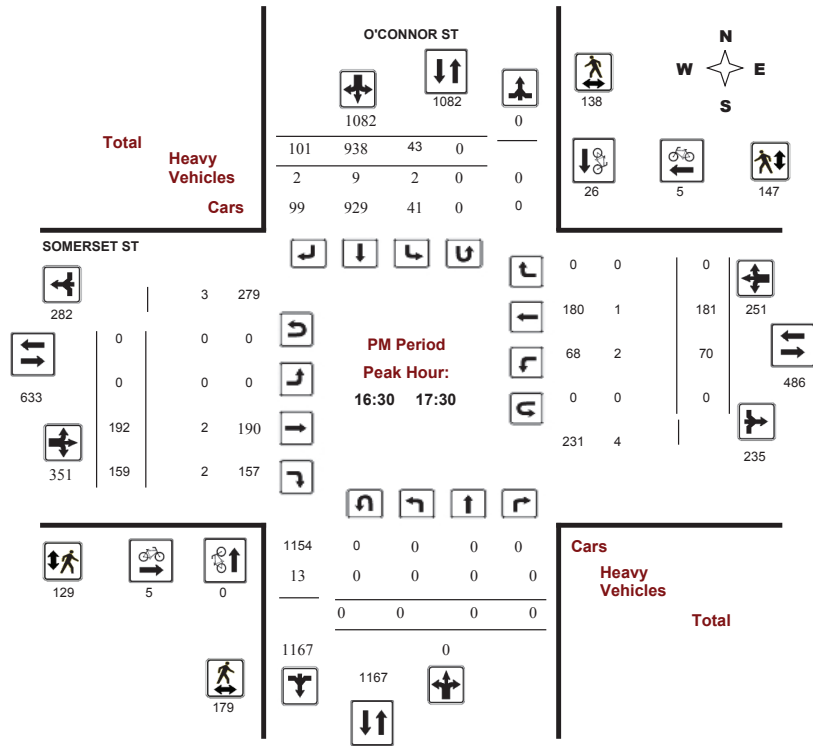 O'CONNOR ST
N
W E
S
1082
138
1082 0
Total 101 938 43 0
Heavy
Vehicles 2 9 2 0 0
26 5 147
Cars 99 929 41 0 0
SOMERSET ST
282 3 279
0 0 0
633
0 0 0
192 2 190
351 159 2 157
PM Period
Peak Hour:
16:30 17:30
0 0 0
251
180 1 181
68 2 70
486
0 0 0
231 4
235
129 5 0
179
1154 0 0 0 0
13 0 0 0 0
0 0 0 0
1167 0
1167
Cars
Heavy
Vehicles
Total